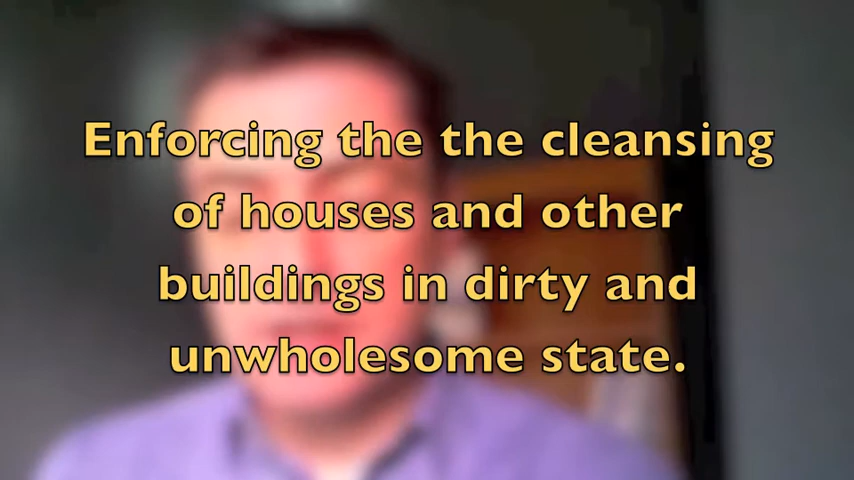 Enforcing the the cleansing
of houses and other
buildings in dirty and
unwholesome state.